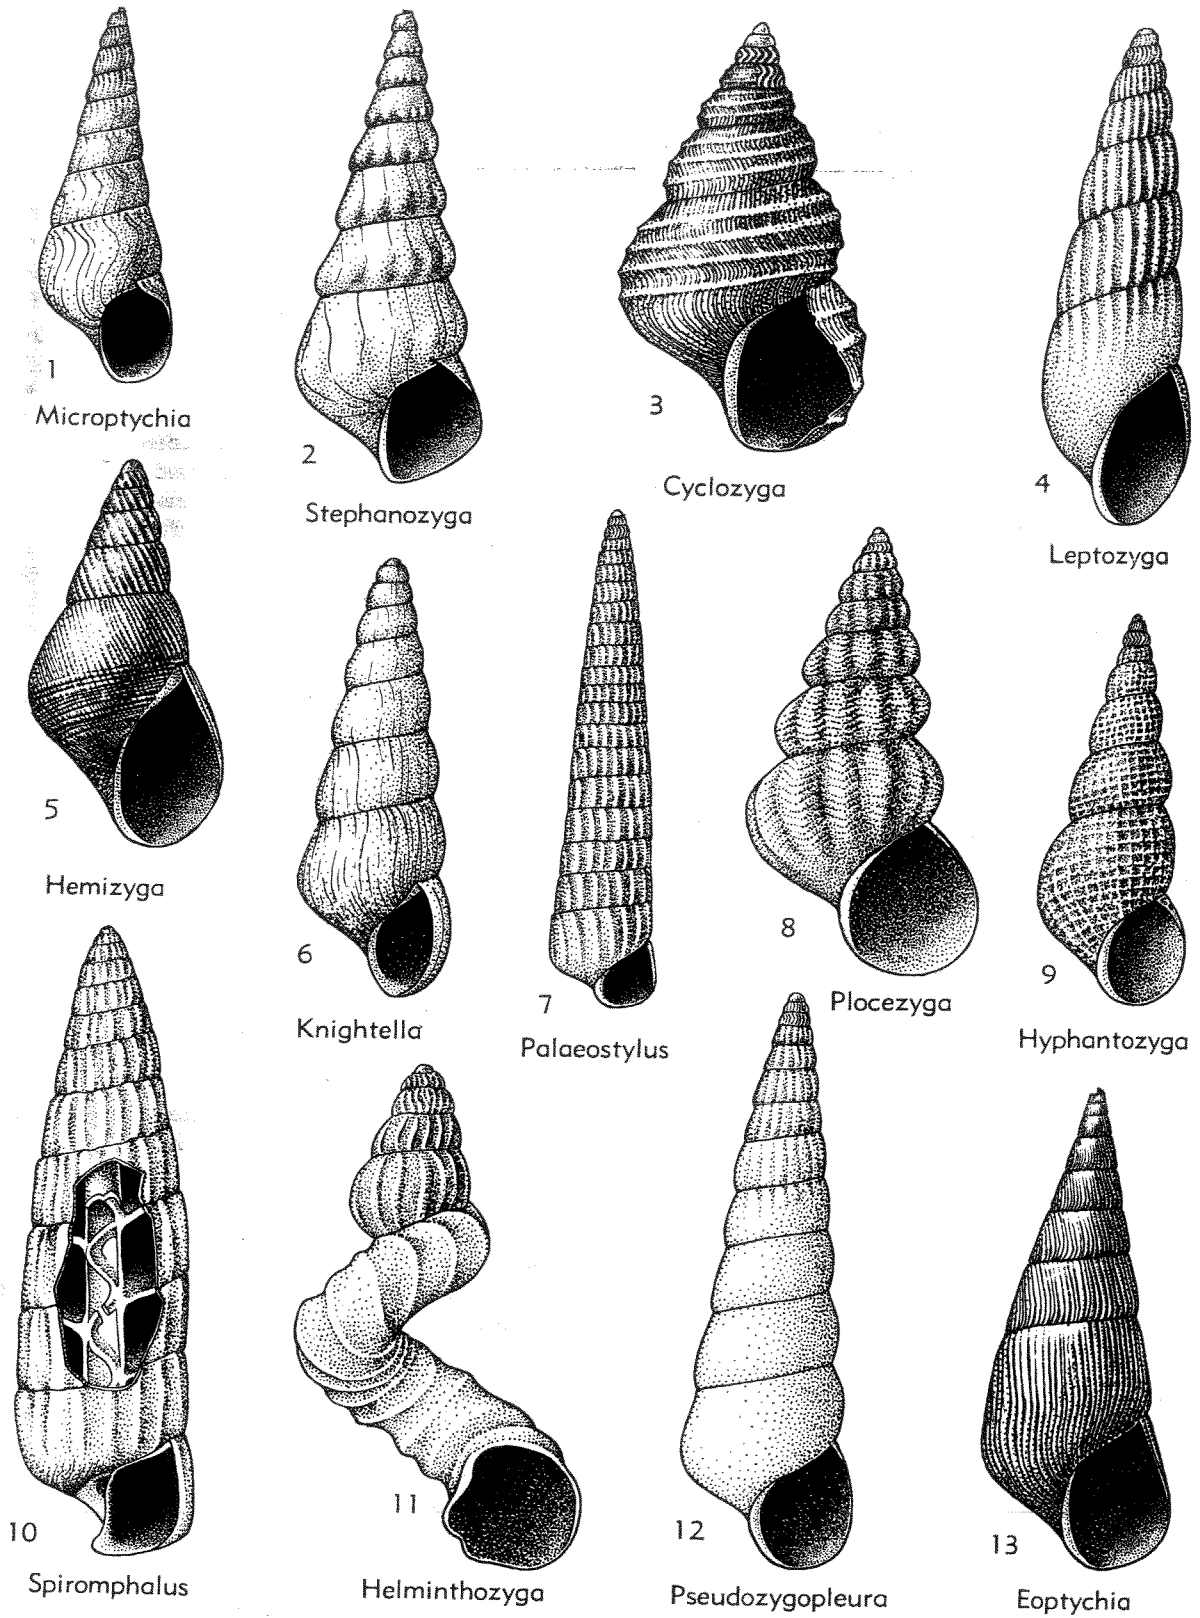 1
Microptychia
2
Stephanozyga
3
Cyclozyga
4
Leptozyga
5
Hemizyga
6
Knightella
7
Palaeostylus
8
Plocezyga
9
Hyphantozyga
10
Spiromphalus
11
Helminthozyga
12
Pseudozygopleura
13
Eoptychia